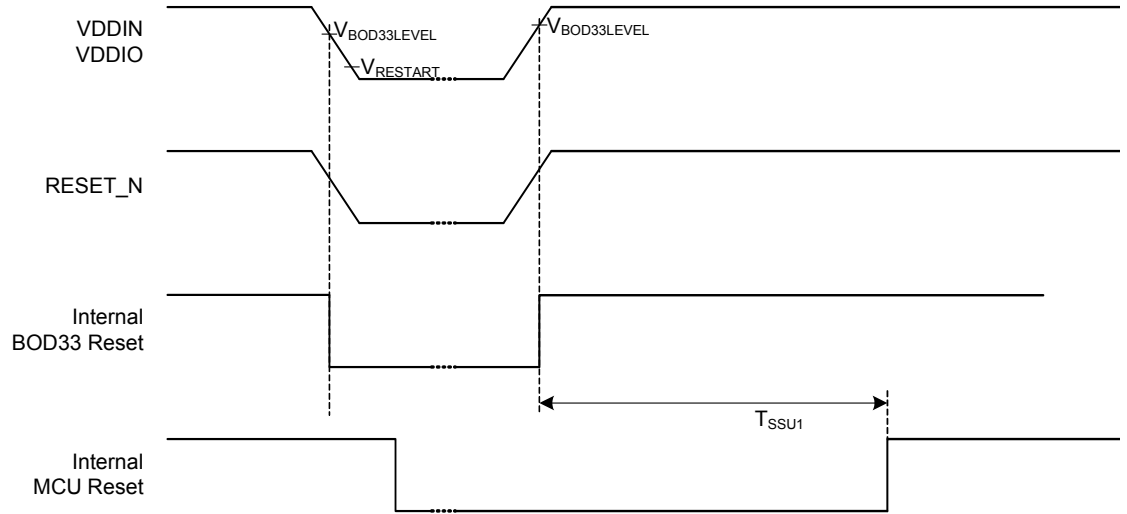 VDDIN
VDDIO
VBOD33LEVEL
VBOD33LEVEL
VRESTART
RESET_N
Internal
BOD33 Reset
TSSU1
Internal
MCU Reset